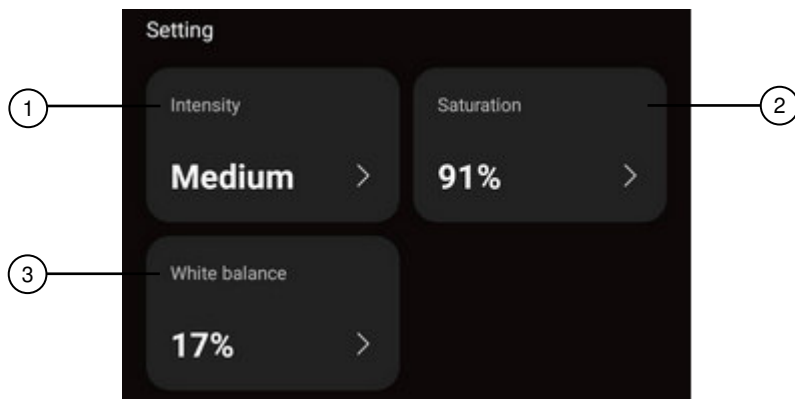 Setting
1
Intensity
Medium
Saturation
2
91%
3
White balance
17%